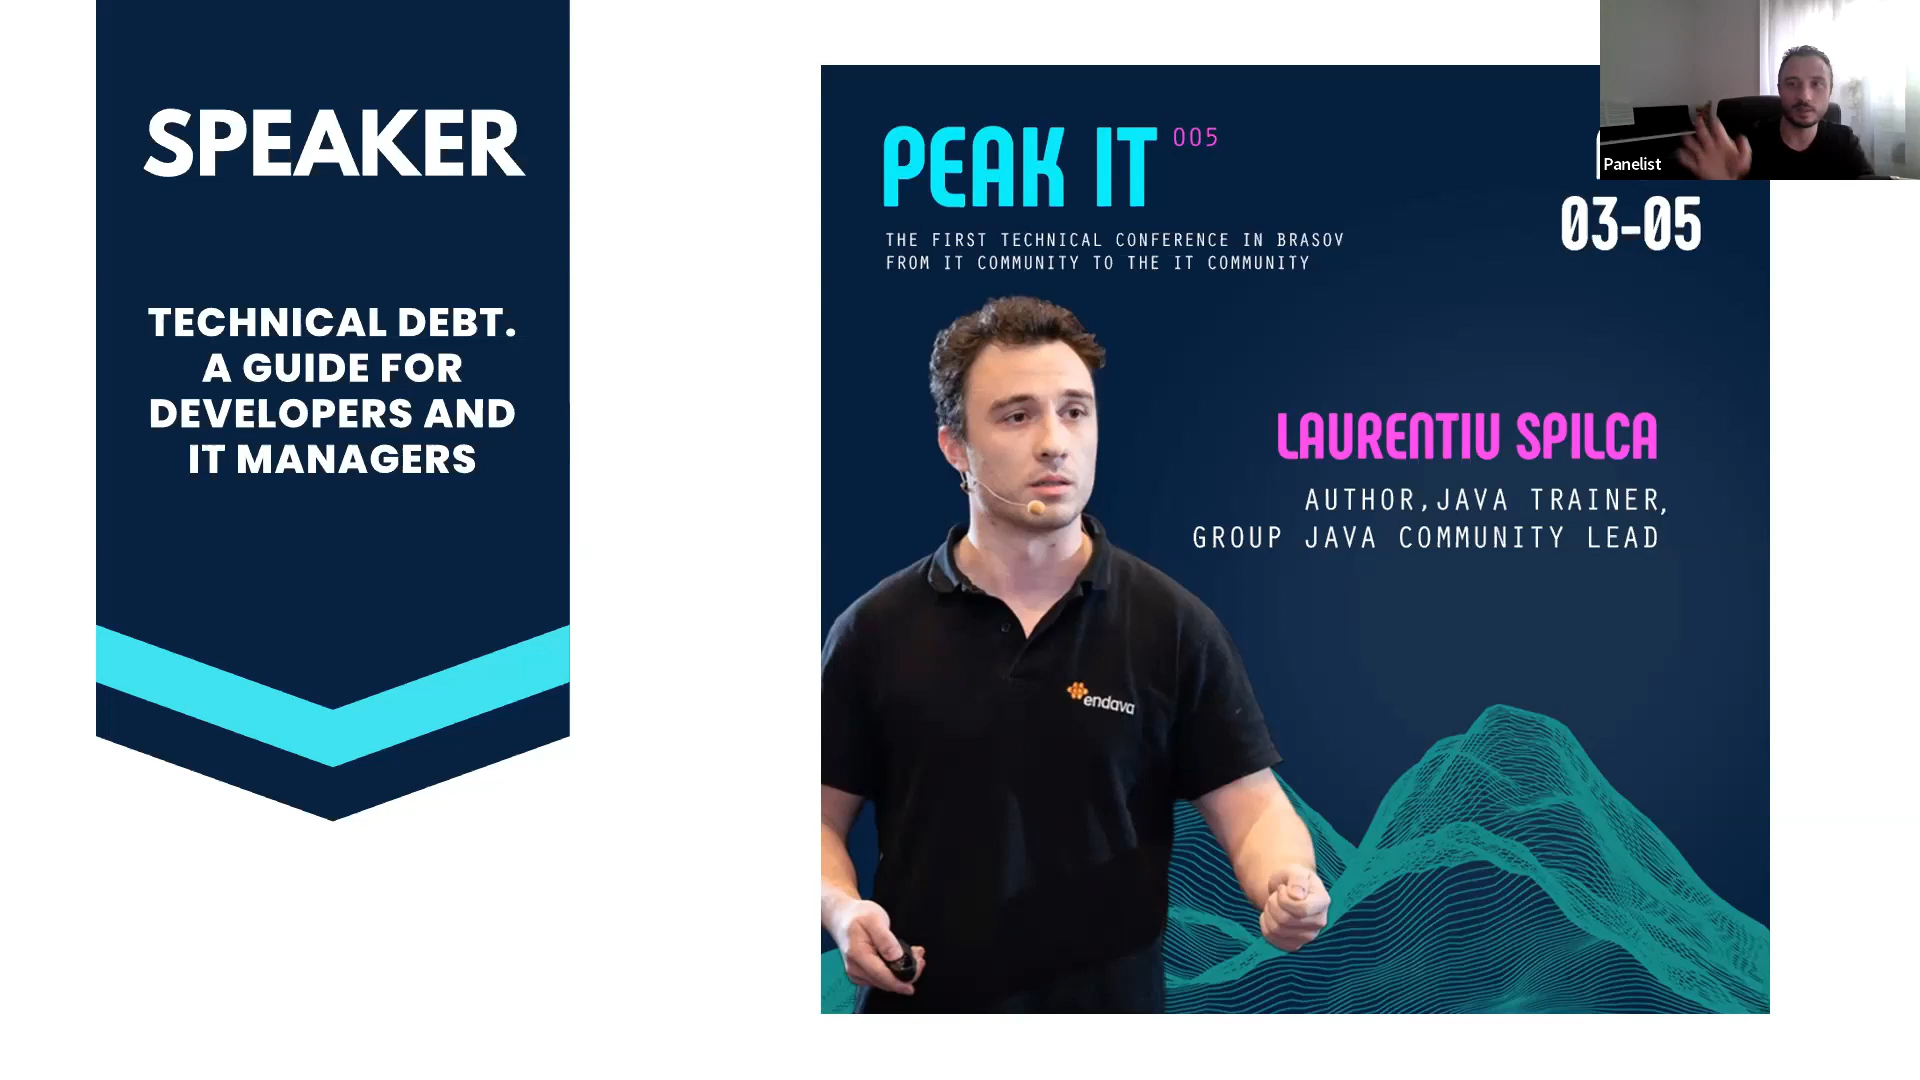 SPEAKER
TECHNICAL DEBT.
A GUIDE FOR
DEVELOPERS AND
IT MANAGERS
PEAK IT 005
THE FIRST TECHNICAL CONFERENCE IN BRASOV
FROM IT COMMUNITY TO THE IT COMMUNITY
Panelist
03-05
LAURENTIU SPILCA
AUTHOR,JAVA TRAINER,
GROUP JAVA COMMUNITY LEAD
endava